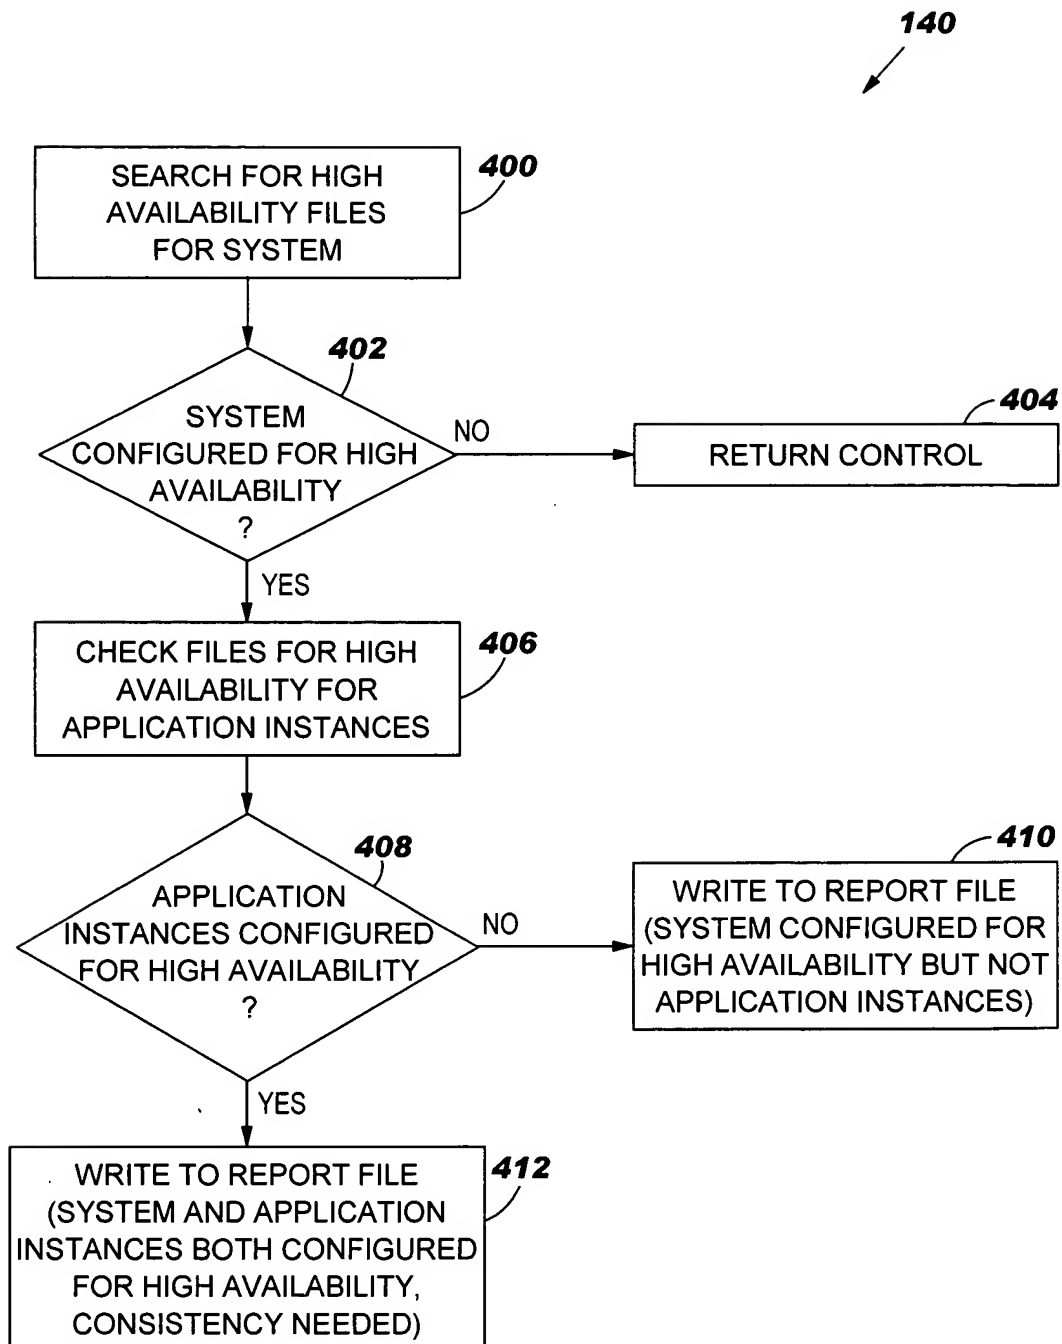 140
SEARCH FOR HIGH
AVAILABILITY FILES
FOR SYSTEM
400
402
SYSTEM
CONFIGURED FOR HIGH
AVAILABILITY
?
NO
404
RETURN CONTROL
YES
CHECK FILES FOR HIGH
AVAILABILITY FOR
APPLICATION INSTANCES
406
408
APPLICATION
INSTANCES CONFIGURED
FOR HIGH AVAILABILITY
?
NO
410
WRITE TO REPORT FILE
(SYSTEM CONFIGURED FOR
HIGH AVAILABILITY BUT NOT
APPLICATION INSTANCES)
YES
WRITE TO REPORT FILE
(SYSTEM AND APPLICATION
INSTANCES BOTH CONFIGURED
FOR HIGH AVAILABILITY,
CONSISTENCY NEEDED)
412